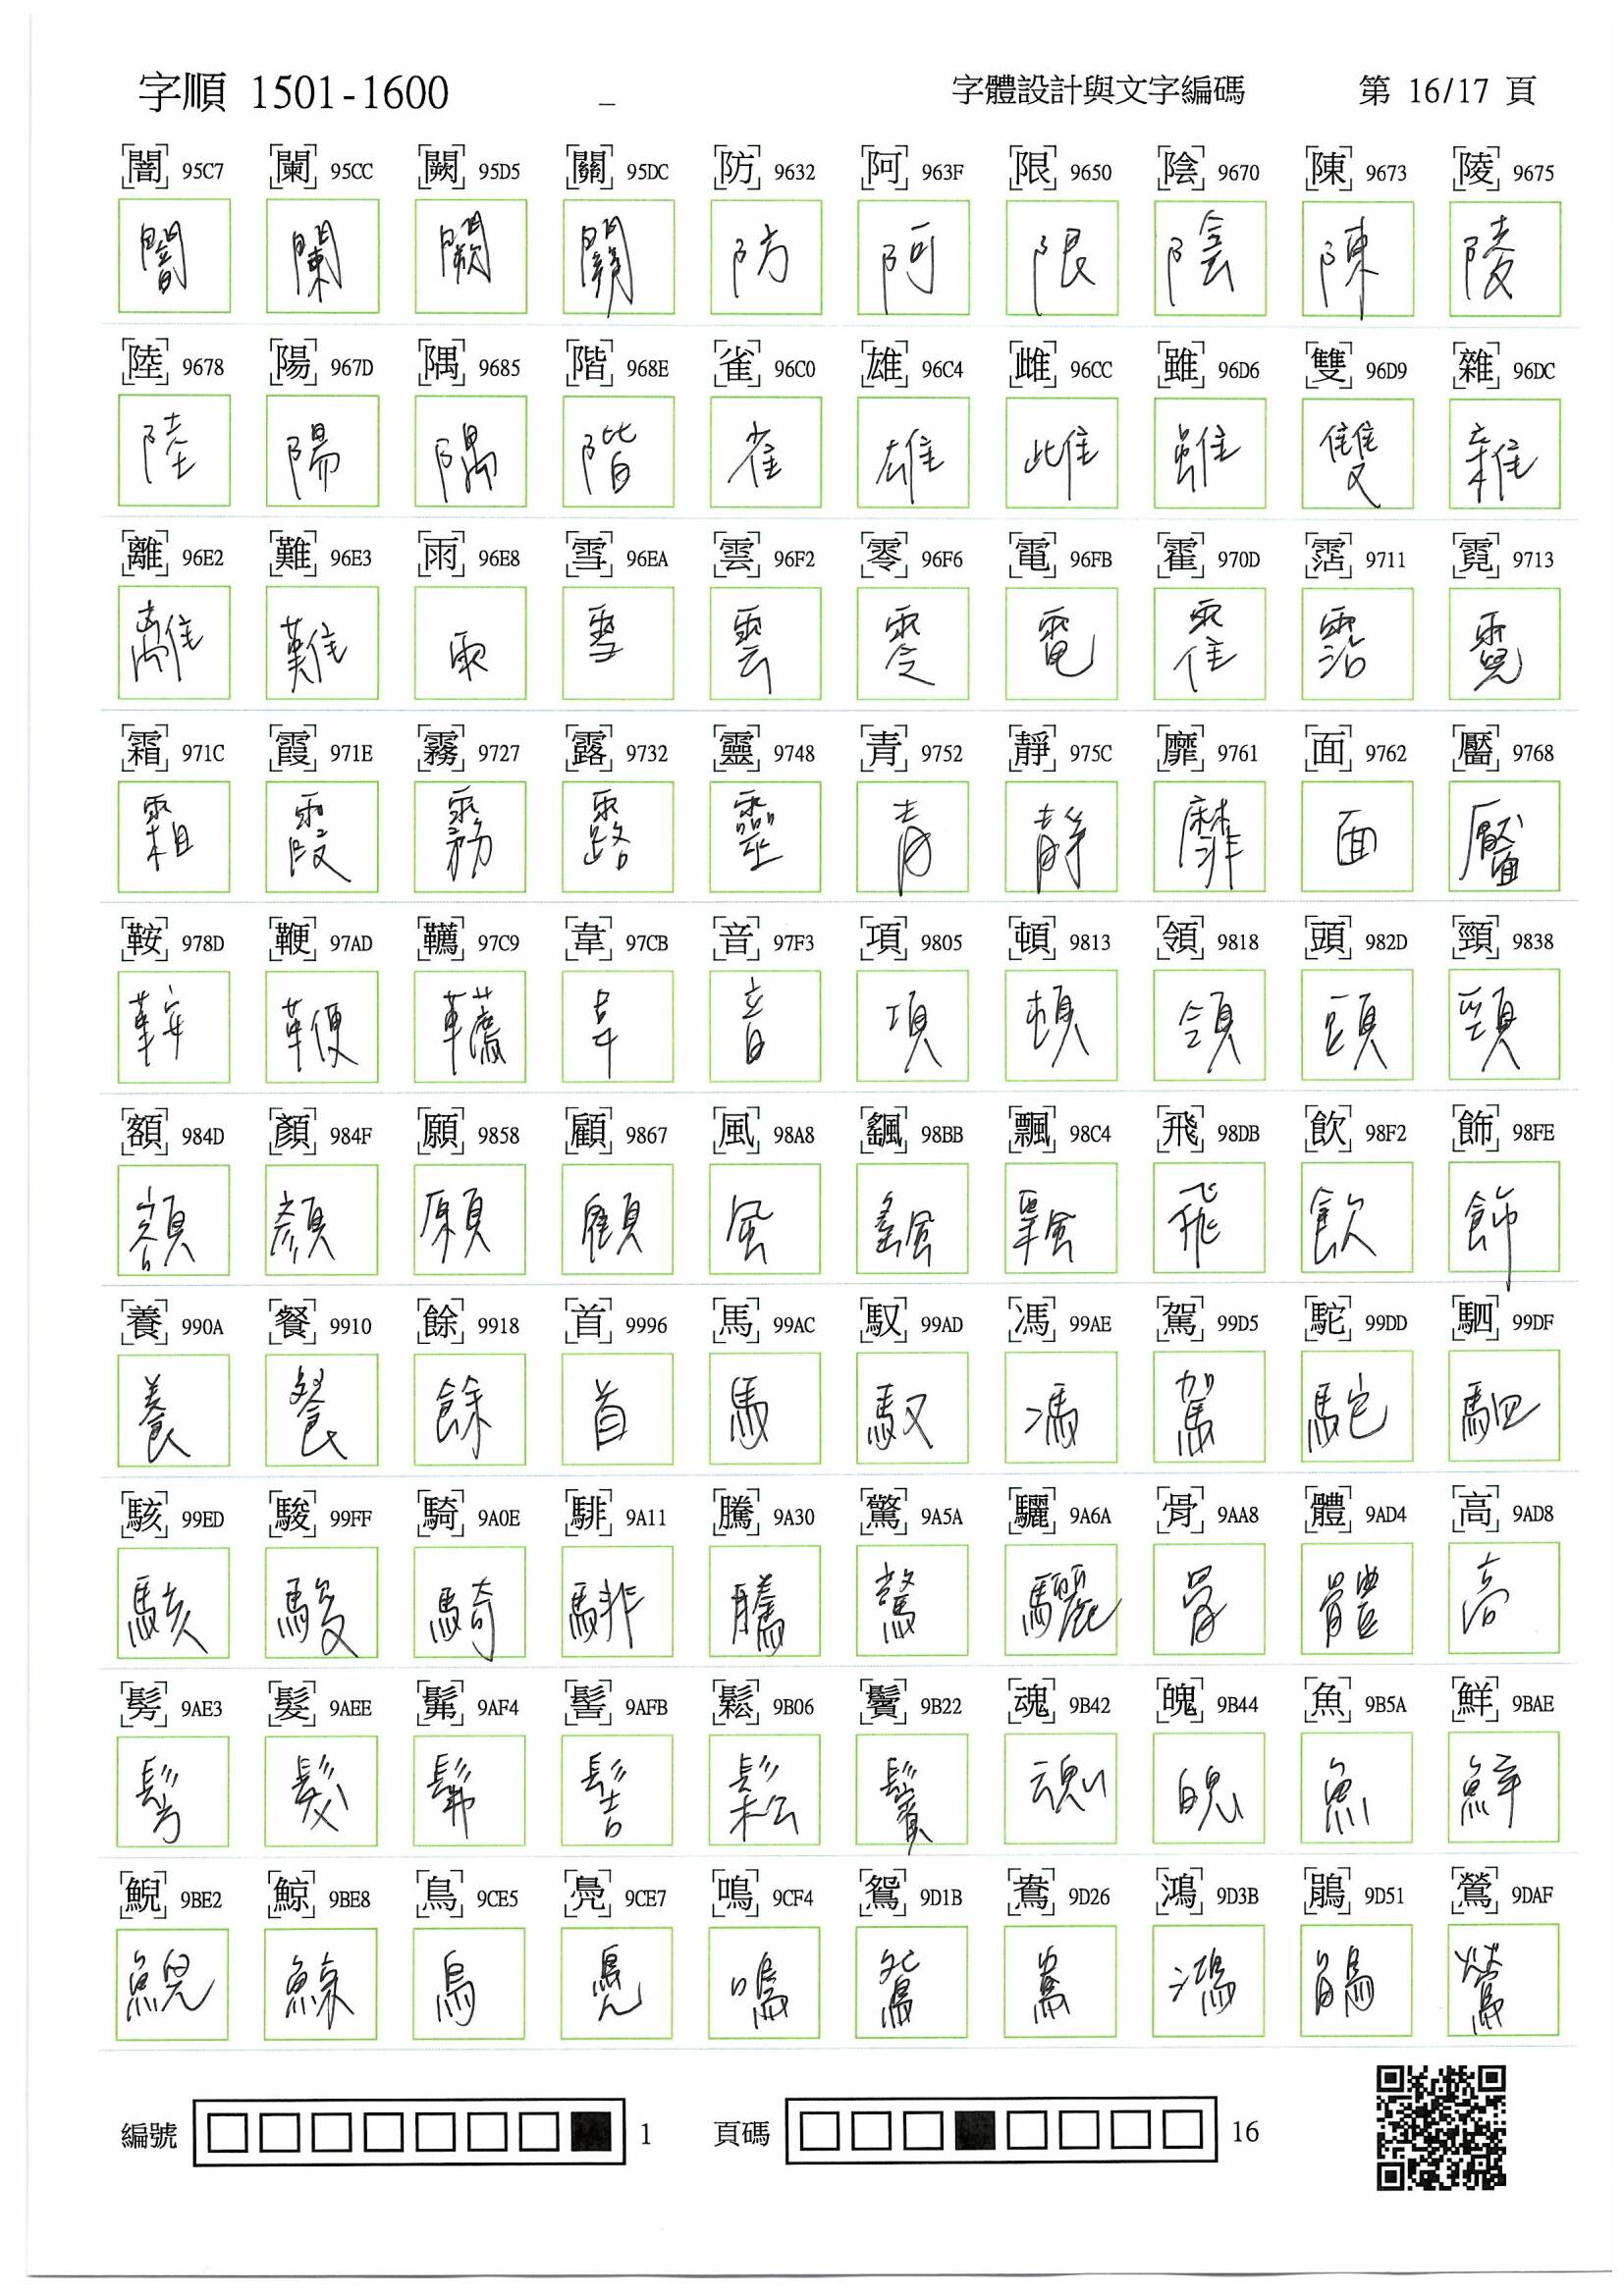 字順 1501-1600 _ 字體設計與文字編碼 第 16/17 頁
闇 95C7 闌 95CC 闕 95D5 關 95DC 防 9632 阿 963F 限 9650 陰 9670 陳 9673 陵 9675
闇 闌 闕 關 防 阿 限 陰 陳 陵
陸 9678 陽 967D 隅 9685 階 968E 雀 96C0 雄 96C4 雌 96CC 雖 96D6 雙 96D9 雜 96DC
陸 陽 隅 階 雀 雄 雌 雖 雙 雜
離 96E2 難 96E3 雨 96E8 雪 96EA 雲 96F2 零 96F6 電 96FB 霍 970D 霑 9711 霓 9713
離 難 雨 雪 雲 零 電 霍 霑 霓
霜 971C 霞 971E 霧 9727 露 9732 靈 9748 青 9752 靜 975C 靡 9761 面 9762 靨 9768
霜 霞 霧 露 靈 青 靜 靡 面 靨
鞍 978D 鞭 97AD 韉 97C9 韋 97CB 音 97F3 項 9805 頓 9813 領 9818 頭 982D 頸 9838
鞍 鞭 韉 韋 音 項 頓 領 頭 頸
額 984D 顏 984F 願 9858 顧 9867 風 98A8 颻 98BB 飄 98C4 飛 98DB 飲 98F2 飾 98FE
額 顏 願 顧 風 颻 飄 飛 飲 飾
養 990A 餐 9910 餘 9918 首 9996 馬 99AC 馭 99AD 馮 99AE 駕 99D5 駝 99DD 駟 99DF
養 餐 餘 首 馬 馭 馮 駕 駝 駟
駭 99ED 駿 99FF 騎 9A0E 騑 9A11 騰 9A30 驚 9A5A 驪 9A6A 骨 9AA8 體 9AD4 高 9AD8
駭 駿 騎 騑 騰 驚 驪 骨 體 高
髣 9AE3 髮 9AEE 髴 9AF4 髻 9AFB 鬆 9B06 鬢 9B22 魂 9B42 魄 9B44 魚 9B5A 鮮 9BAE
髣 髮 髴 髻 鬆 鬢 魂 魄 魚 鮮
鯢 9BE2 鯨 9BE8 鳥 9CE5 鳧 9CE7 鳴 9CF4 鴛 9D1B 鴦 9D26 鴻 9D3B 鵑 9D51 鶯 9DAF
鯢 鯨 鳥 鳧 鳴 鴛 鴦 鴻 鵑 鶯
編號 1 頁碼 16